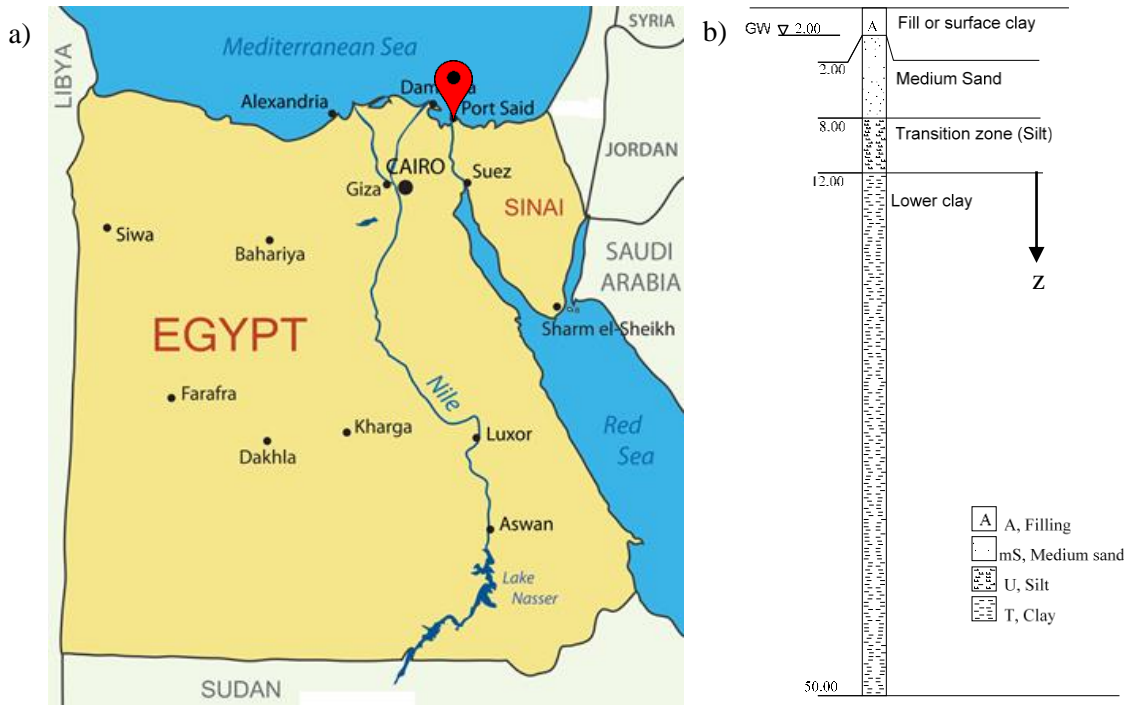 a)
LIBYA
Mediterranean Sea
SYRIA
Alexandria
Port Said
CAIRO
JORDAN
Giza
Suez
SINAI
Siwa
Bahariya
SAUDI
ARABIA
Sharm el-Sheikh
EGYPT
Farafra
Nile
Kharga
Luxor
Dakhla
Red
Sea
Aswan
Lake
Nasser
SUDAN
b)
A
Fill or surface clay
GW 2.00
2.00
Medium Sand
8.00
Transition zone (Silt)
12.00
Lower clay
z
A A, Filling
mS, Medium sand
U, Silt
T, Clay
50.00